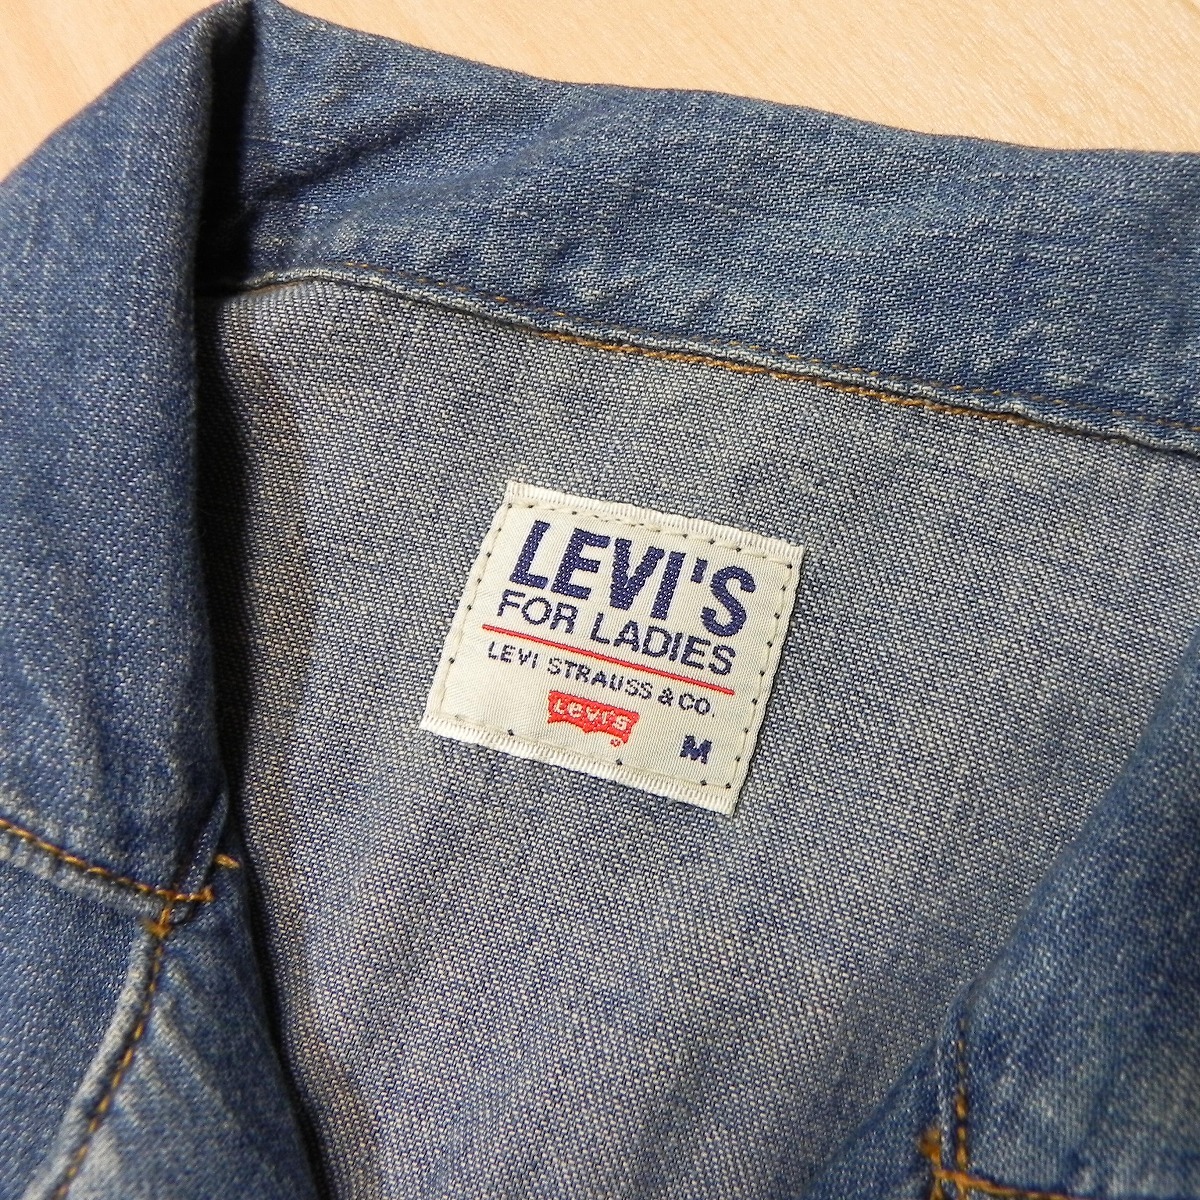 LEVI'S
FOR LADIES
LEVI STRAUSS & CO.
Levi's
®
M